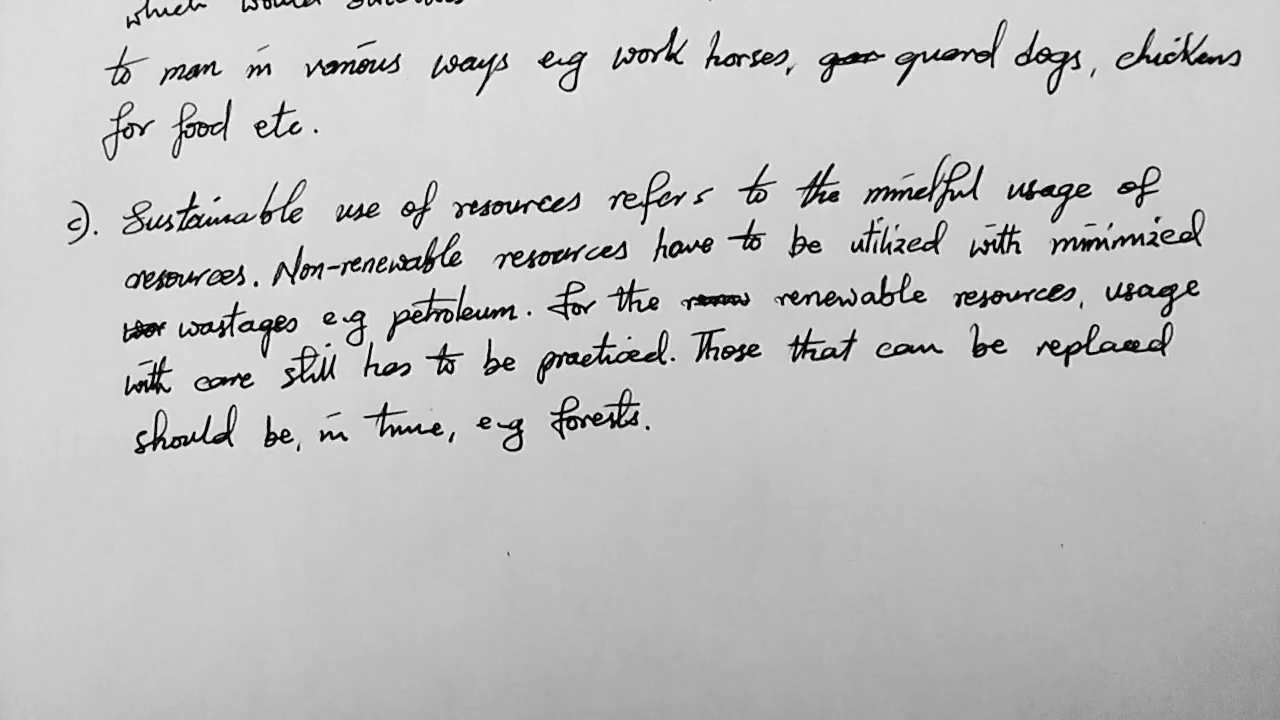 which would
to man in various ways e.g work horses, guard dogs, chickens
for food etc.
c). Sustainable use of resources refers to the mindful usage of
resources. Non-renewable resources have to be utilized with minimized
wastages e.g petroleum. for the renewable resources, usage
with care still has to be practiced. Those that can be replaced
should be, in time, e-g forests.